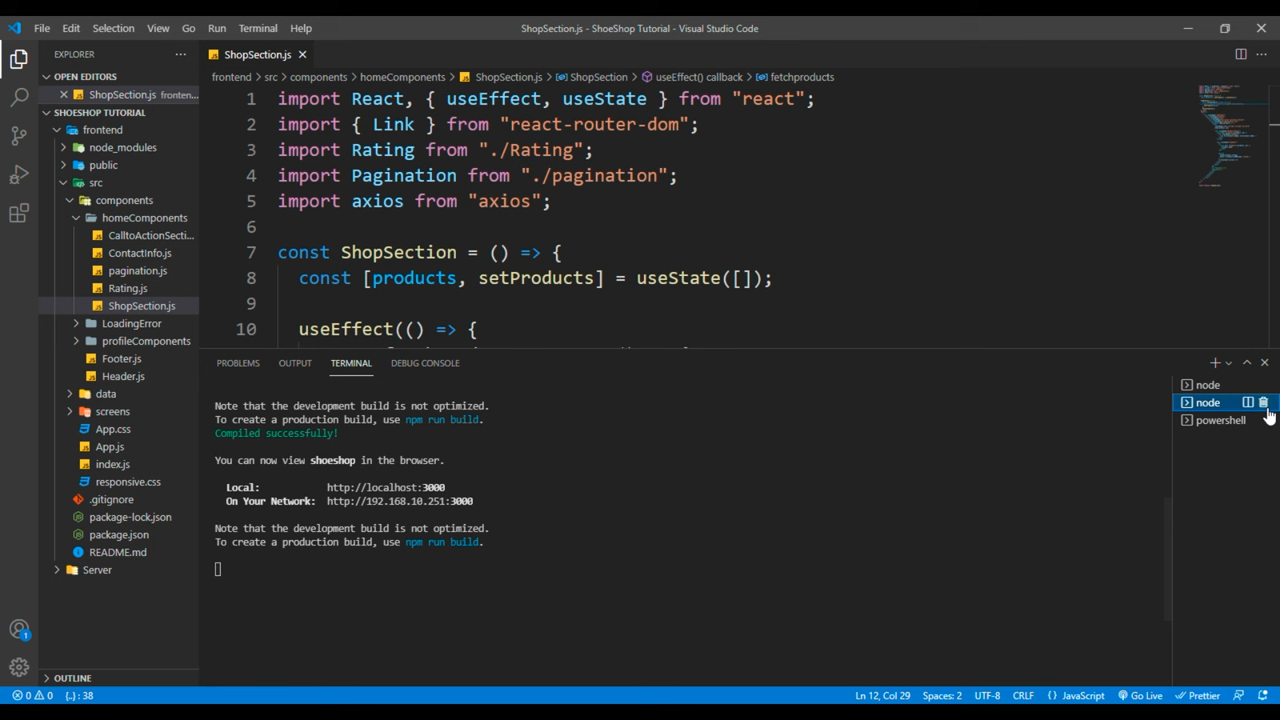 File Edit Selection View Go Run Terminal Help
ShopSection.js - ShoeShop Tutorial - Visual Studio Code
EXPLORER
OPEN EDITORS
ShopSection.js fronten...
SHOESHOP TUTORIAL
frontend
node_modules
public
src
components
homeComponents
CalltoActionSecti...
ContactInfo.js
pagination.js
Rating.js
ShopSection.js
LoadingError
profileComponents
Footer.js
Header.js
data
screens
App.css
App.js
index.js
responsive.css
.gitignore
package-lock.json
package.json
README.md
Server
OUTLINE
ShopSection.js
frontend > src > components > homeComponents > ShopSection.js > ShopSection > useEffect() callback > fetchproducts
1 import React, { useEffect, useState } from "react";
2 import { Link } from "react-router-dom";
3 import Rating from "./Rating";
4 import Pagination from "./pagination";
5 import axios from "axios";
6
7 const ShopSection = () => {
8 const [products, setProducts] = useState([]);
9
10 useEffect(() => {
PROBLEMS OUTPUT TERMINAL DEBUG CONSOLE
Note that the development build is not optimized.
To create a production build, use npm run build.
Compiled successfully!
You can now view shoeshop in the browser.
Local: http://localhost:3000
On Your Network: http://192.168.10.251:3000
Note that the development build is not optimized.
To create a production build, use npm run build.
node
node
powershell
1
0 0 {..} : 38
Ln 12, Col 29 Spaces: 2 UTF-8 CRLF {} JavaScript Go Live Prettier